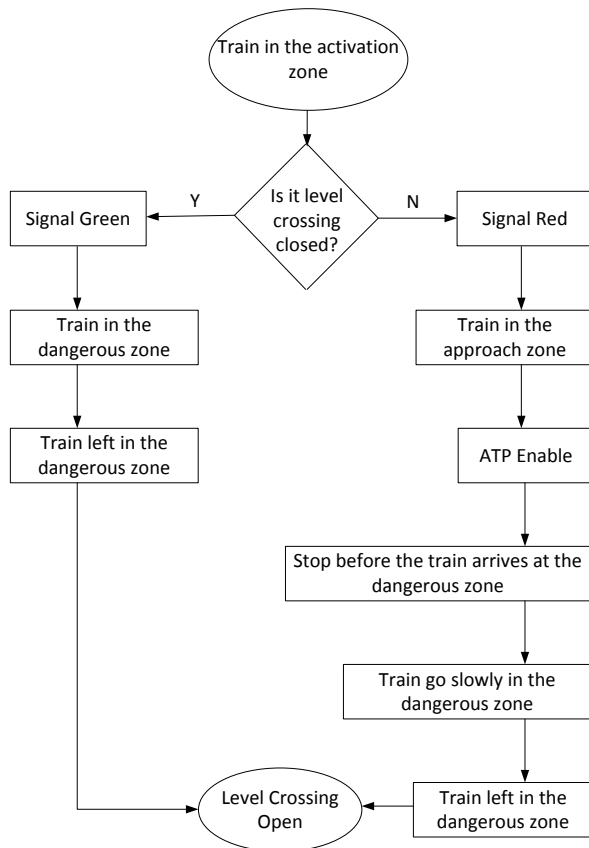 Train in the activation
zone
Is it level
crossing
closed?
Y
N
Signal Green
Signal Red
Train in the
dangerous zone
Train in the
approach zone
Train left in the
dangerous zone
ATP Enable
Stop before the train arrives at the
dangerous zone
Train go slowly in the
dangerous zone
Level Crossing
Open
Train left in the
dangerous zone